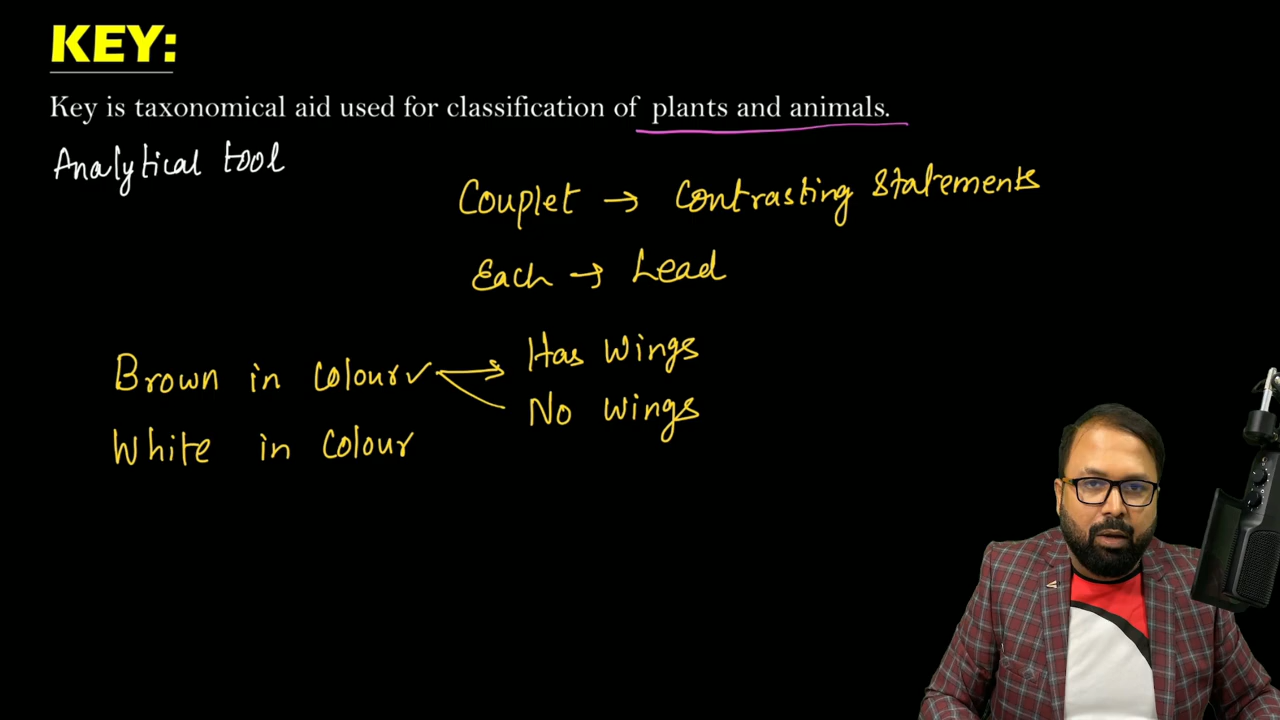 KEY:
Key is taxonomical aid used for classification of plants and animals.
Analytical tool
Couplet → Contrasting Statements
Each → Lead
Brown in Colour✓ → Has Wings
No Wings
White in Colour